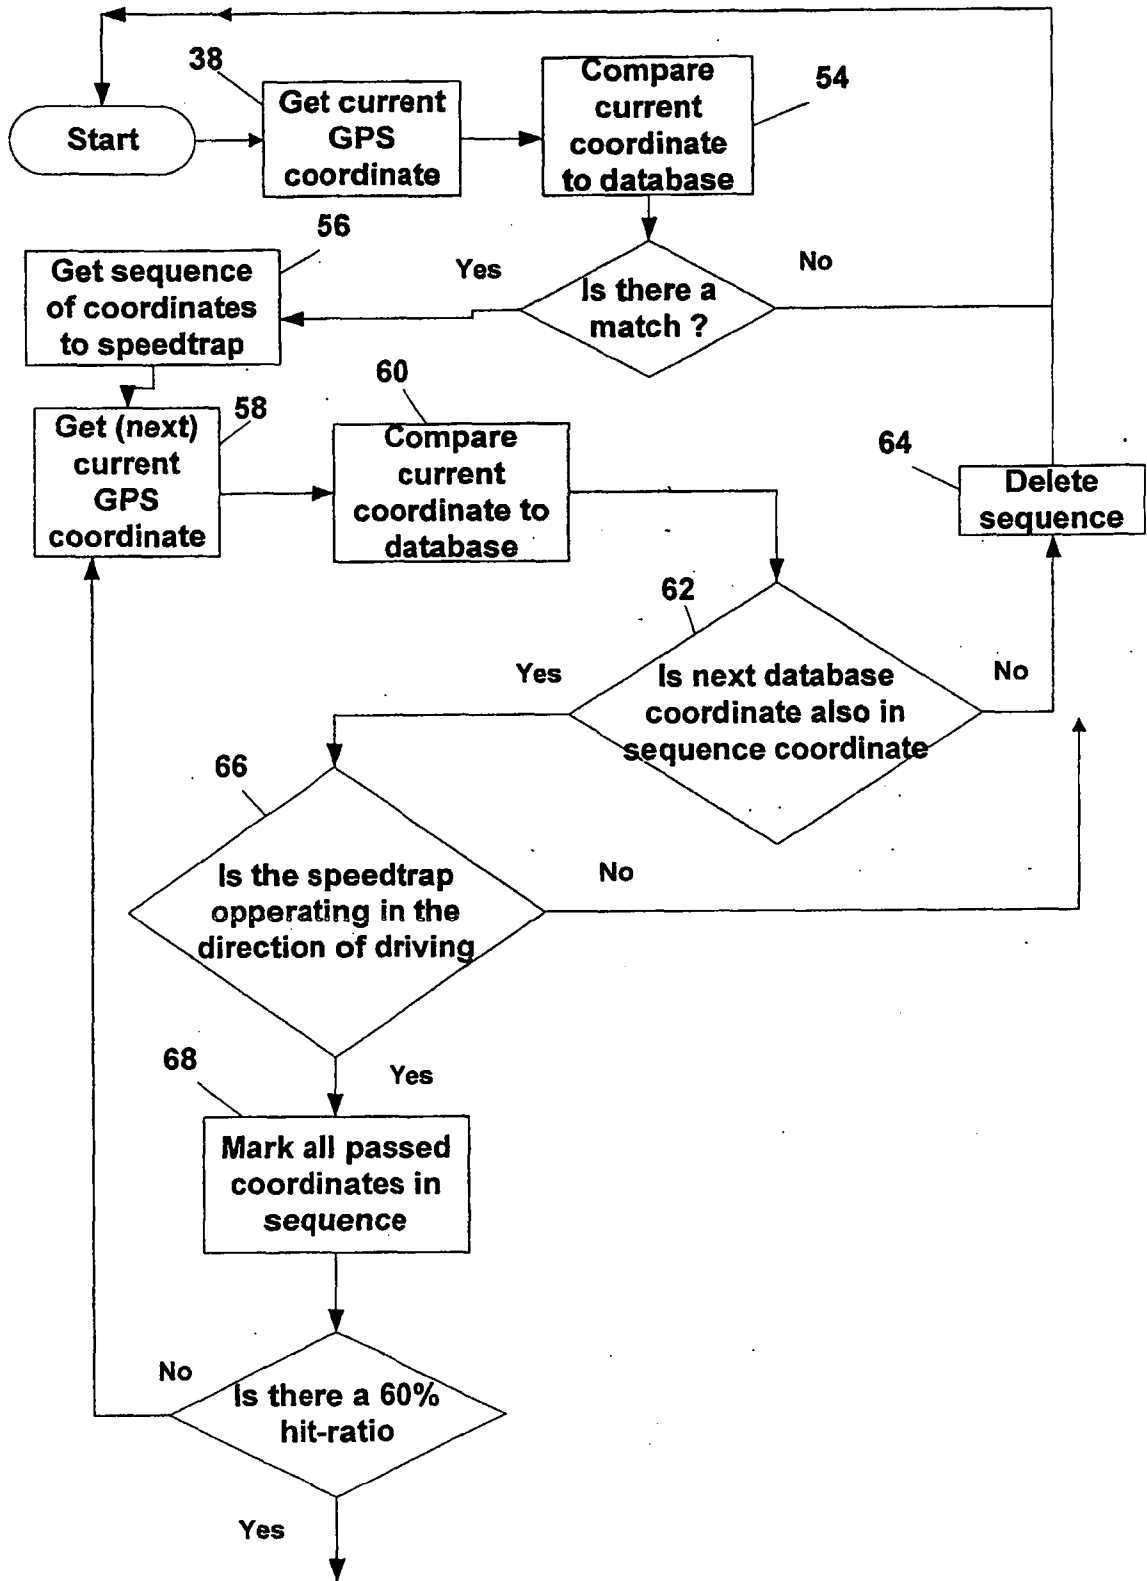 38
Get current
GPS
coordinate
Compare
current
coordinate
to database
54
Start
56
Get sequence
of coordinates
to speedtrap
Yes
Is there a
match ?
No
60
58
Get (next)
current
GPS
coordinate
Compare
current
coordinate to
database
64
Delete
sequence
62
Yes
Is next database
coordinate also in
sequence coordinate
No
66
Is the speedtrap
opperating in the
direction of driving
No
68
Yes
Mark all passed
coordinates in
sequence
No
Is there a 60%
hit-ratio
Yes